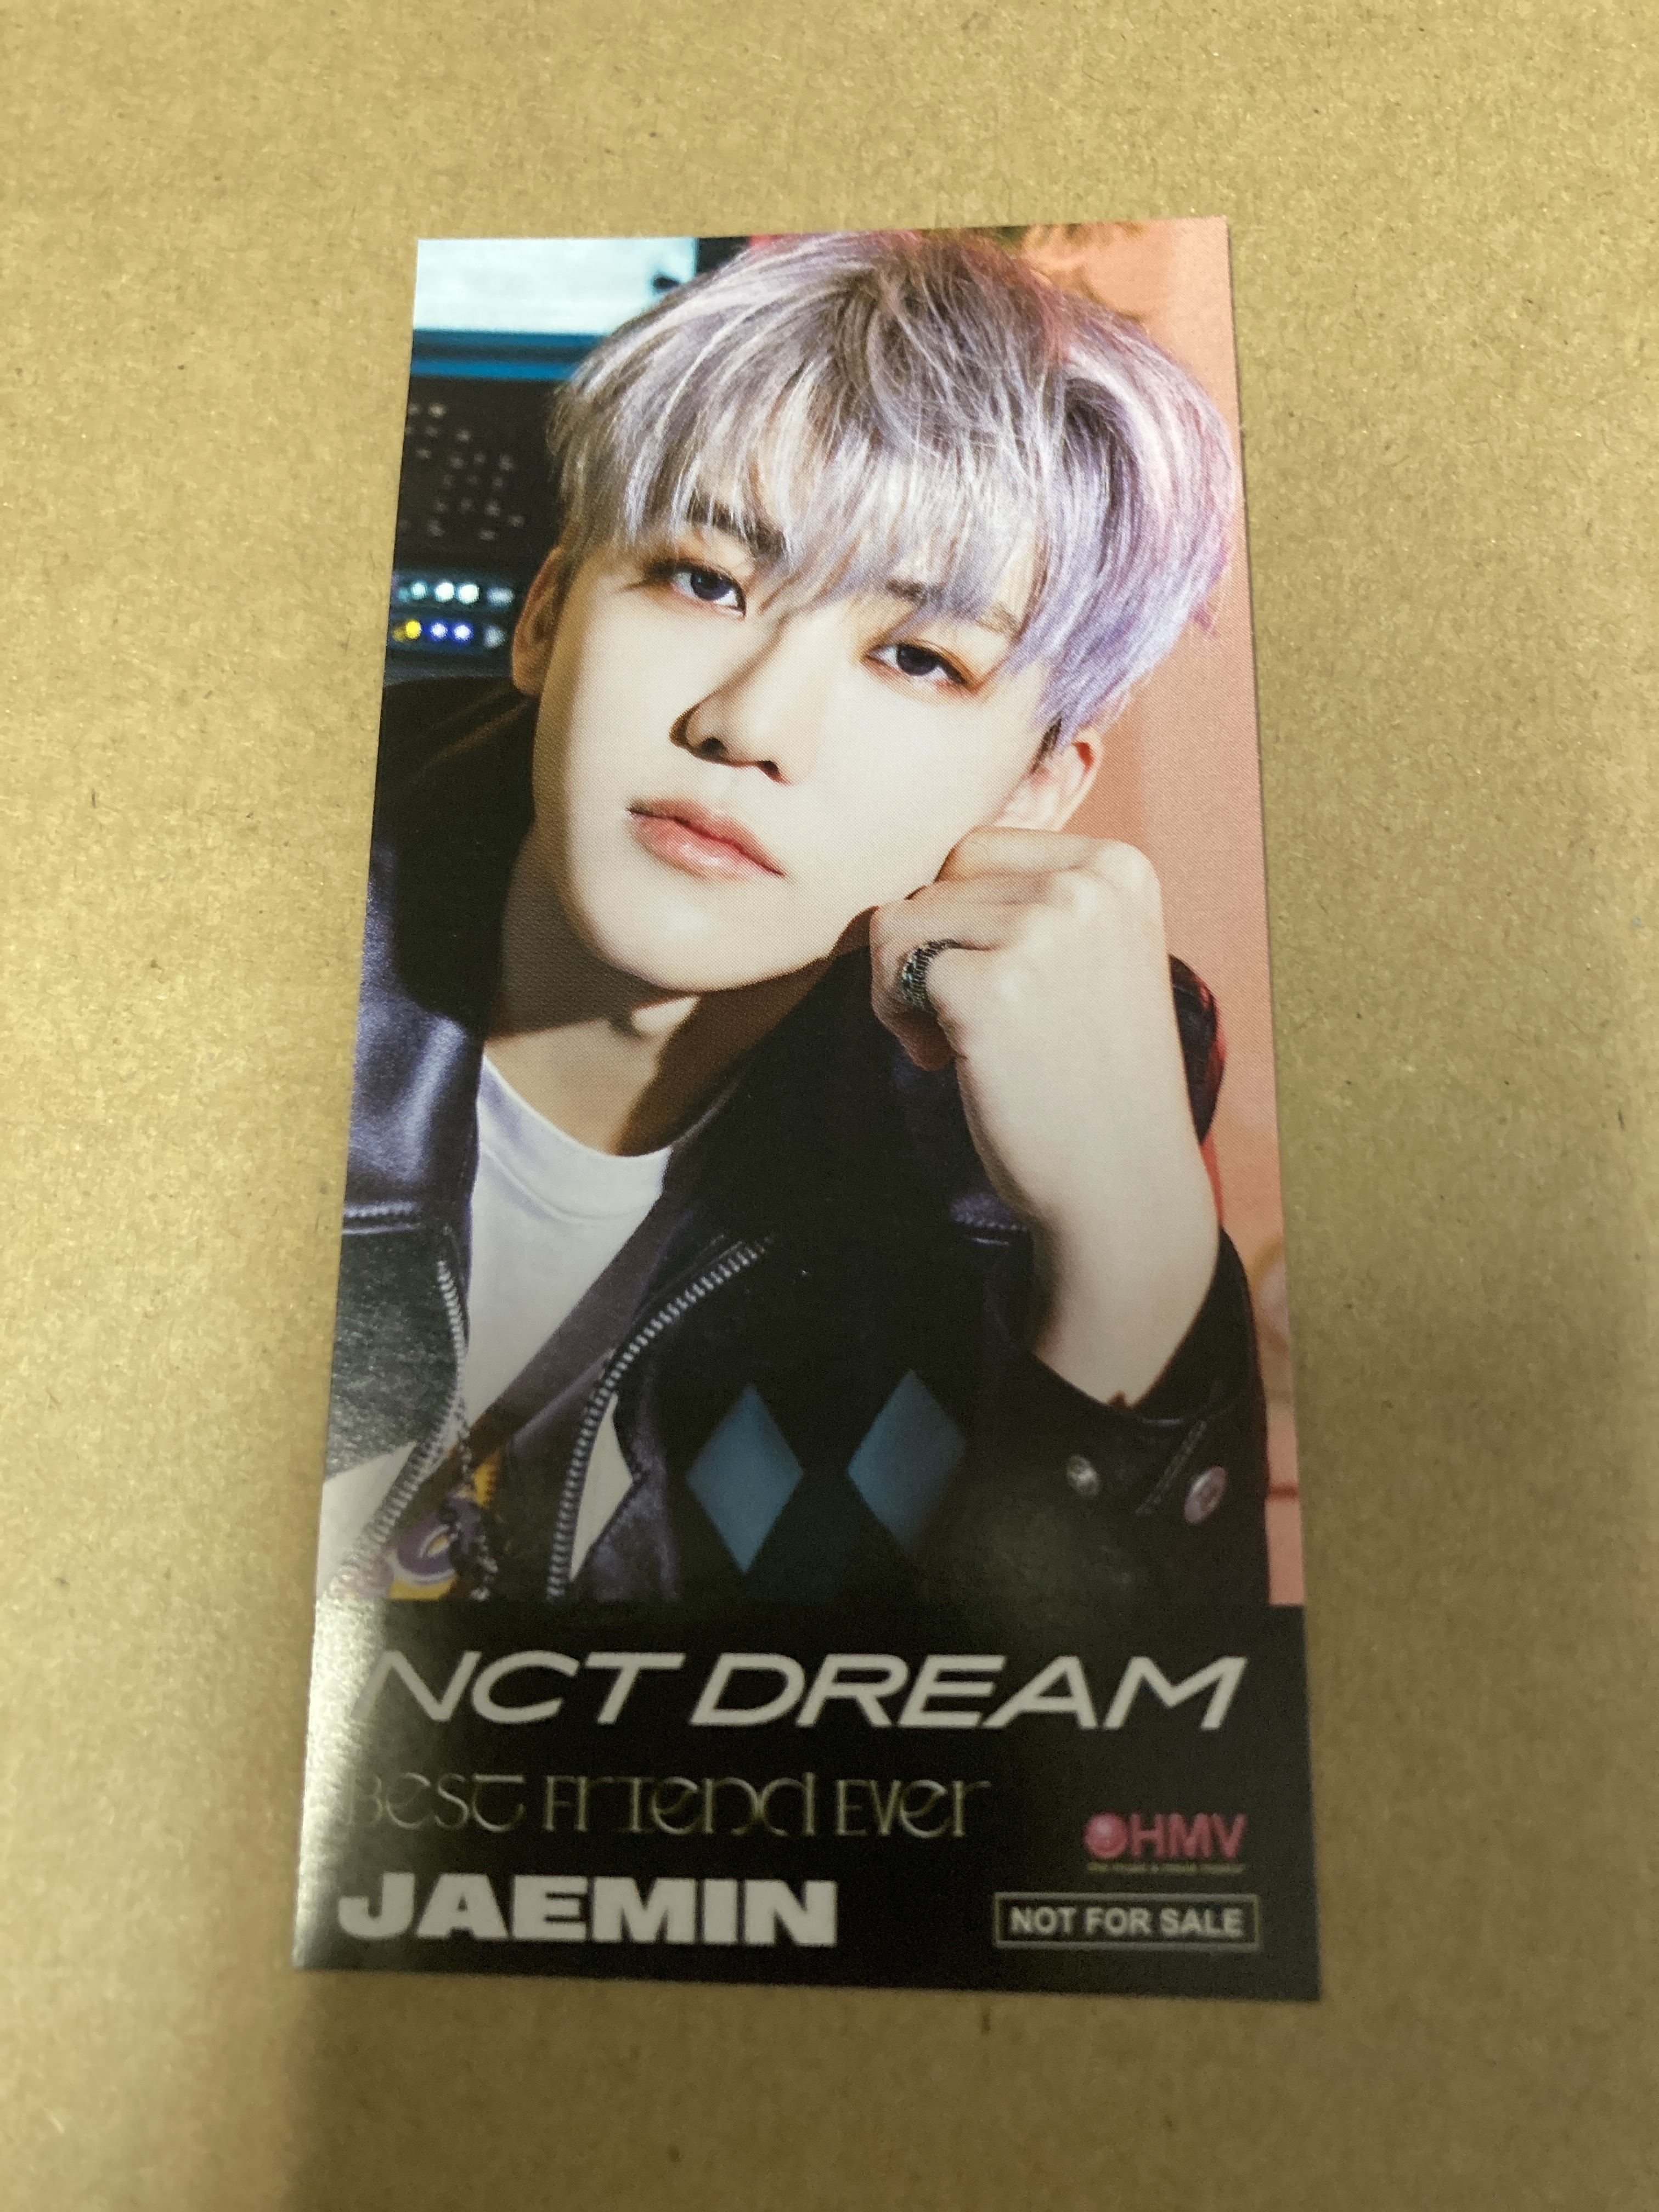 NCT DREAM
Best Friend Ever
HMV
JAEMIN
NOT FOR SALE